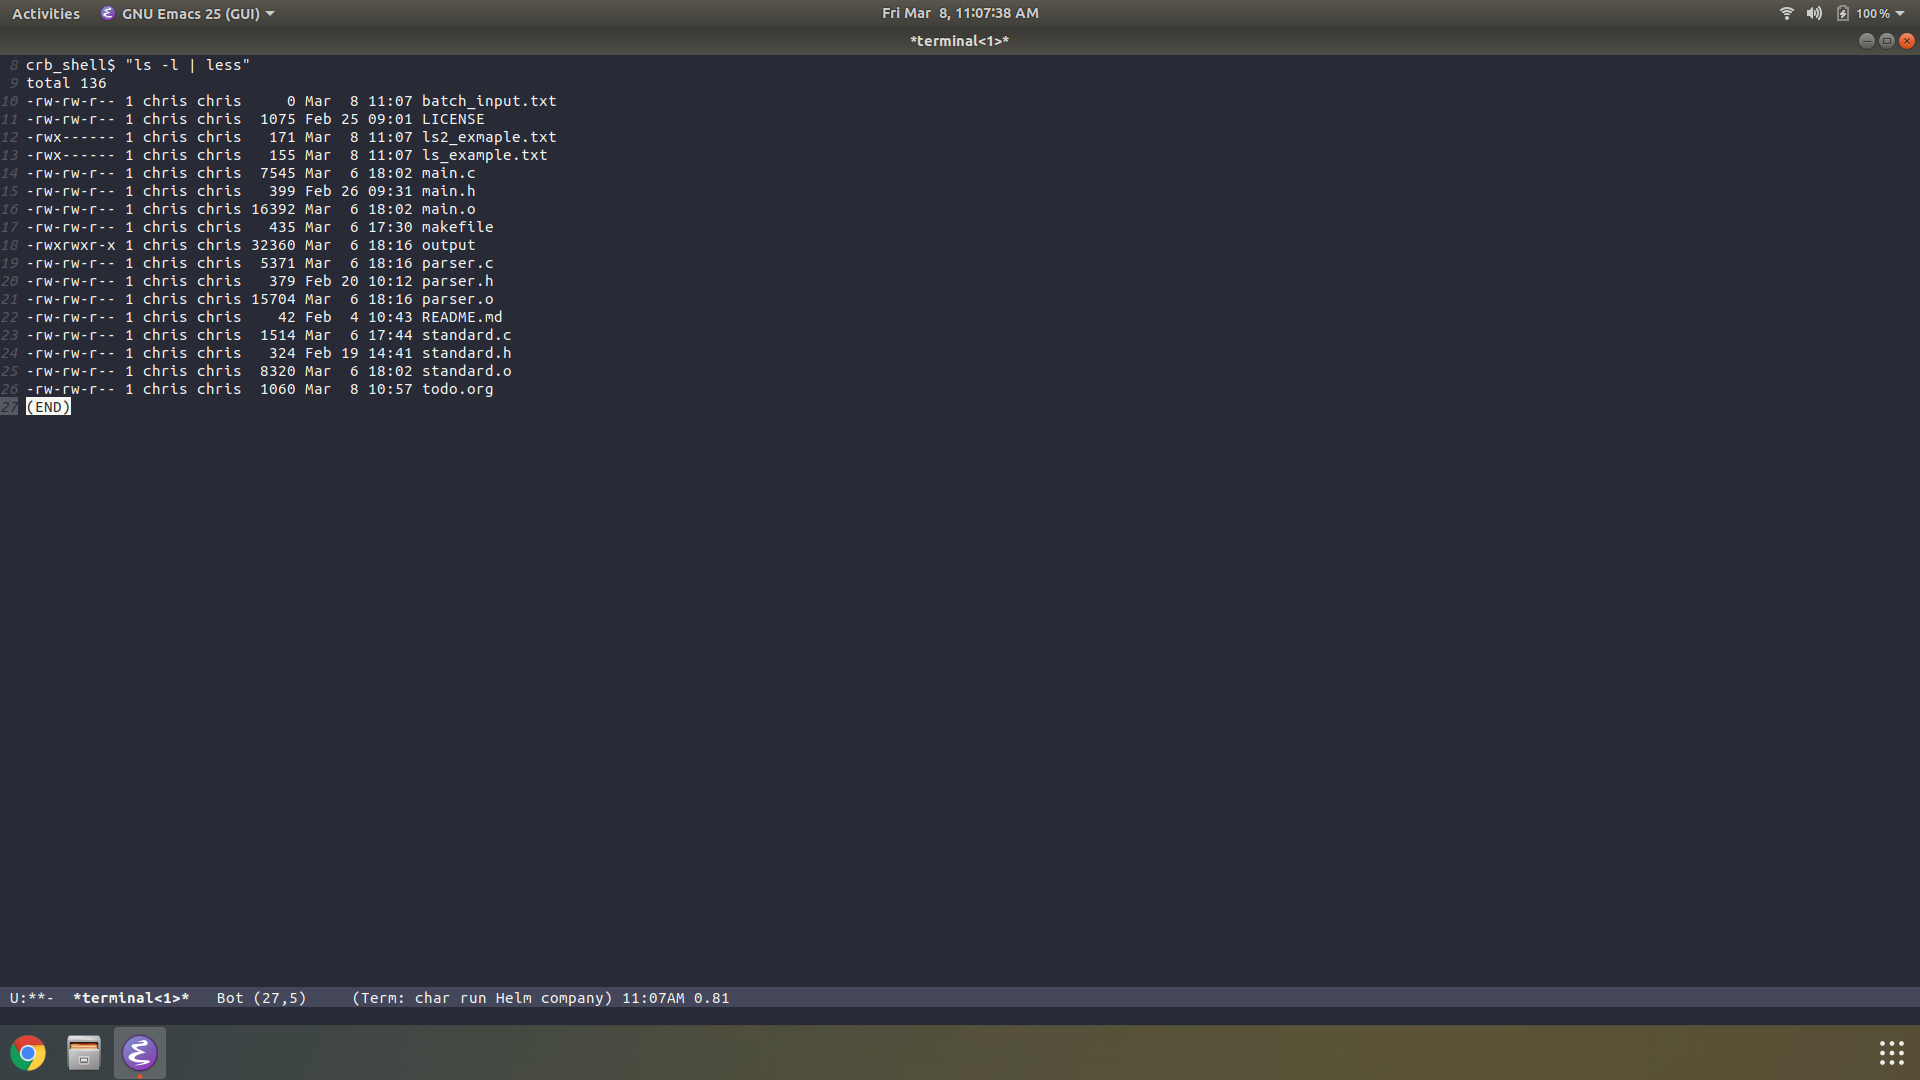 Activities GNU Emacs 25 (GUI) Fri Mar  8, 11:07:38 AM 100 %
*terminal<1>*
8 crb_shell$ "ls -l | less"
9 total 136
10 -rw-rw-r-- 1 chris chris     0 Mar  8 11:07 batch_input.txt
11 -rw-rw-r-- 1 chris chris  1075 Feb 25 09:01 LICENSE
12 -rwx------ 1 chris chris   171 Mar  8 11:07 ls2_exmaple.txt
13 -rwx------ 1 chris chris   155 Mar  8 11:07 ls_example.txt
14 -rw-rw-r-- 1 chris chris  7545 Mar  6 18:02 main.c
15 -rw-rw-r-- 1 chris chris   399 Feb 26 09:31 main.h
16 -rw-rw-r-- 1 chris chris 16392 Mar  6 18:02 main.o
17 -rw-rw-r-- 1 chris chris   435 Mar  6 17:30 makefile
18 -rwxrwxr-x 1 chris chris 32360 Mar  6 18:16 output
19 -rw-rw-r-- 1 chris chris  5371 Mar  6 18:16 parser.c
20 -rw-rw-r-- 1 chris chris   379 Feb 20 10:12 parser.h
21 -rw-rw-r-- 1 chris chris 15704 Mar  6 18:16 parser.o
22 -rw-rw-r-- 1 chris chris    42 Feb  4 10:43 README.md
23 -rw-rw-r-- 1 chris chris  1514 Mar  6 17:44 standard.c
24 -rw-rw-r-- 1 chris chris   324 Feb 19 14:41 standard.h
25 -rw-rw-r-- 1 chris chris  8320 Mar  6 18:02 standard.o
26 -rw-rw-r-- 1 chris chris  1060 Mar  8 10:57 todo.org
27 (END)
U:**-  *terminal<1>*   Bot (27,5)     (Term: char run Helm company) 11:07AM 0.81